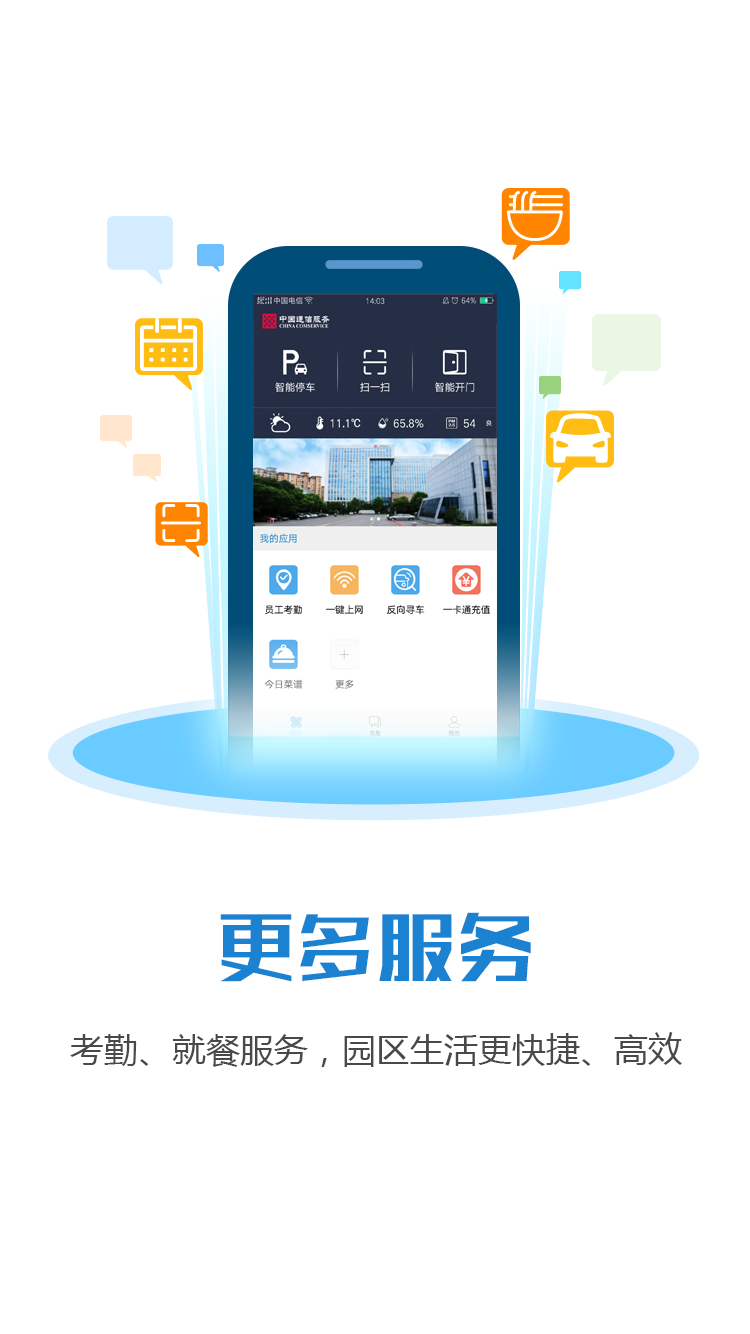 中国电信 14:03 64%
中国通信服务
CHINA COMSERVICE
智能停车 扫一扫 智能开门
11.1℃ 65.8% 54 良
我的应用
员工考勤 一键上网 反向寻车 一卡通充值
今日菜谱 更多
更多服务
考勤、就餐服务，园区生活更快捷、高效